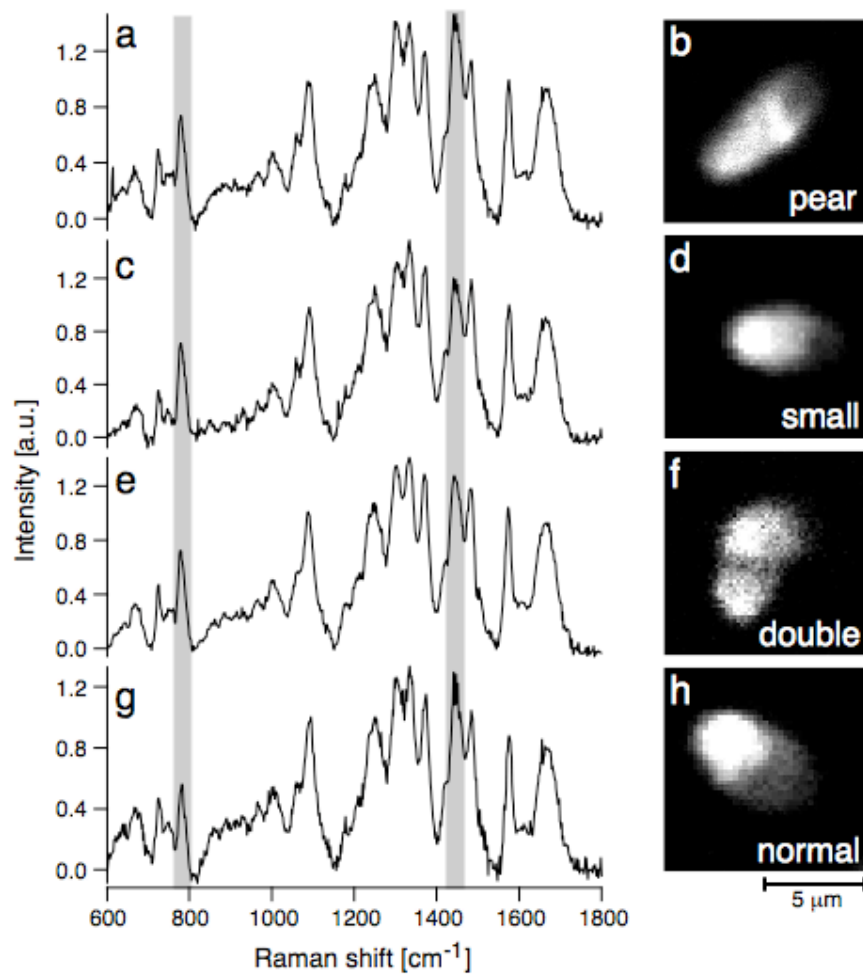 a
1.2
0.8
0.4
0.0
b
pear
c
1.2
0.8
0.4
0.0
d
small
e
1.2
0.8
0.4
0.0
f
double
g
1.2
0.8
0.4
0.0
h
normal
Intensity [a.u.]
600 800 1000 1200 1400 1600 1800
Raman shift [cm⁻¹]
5 μm